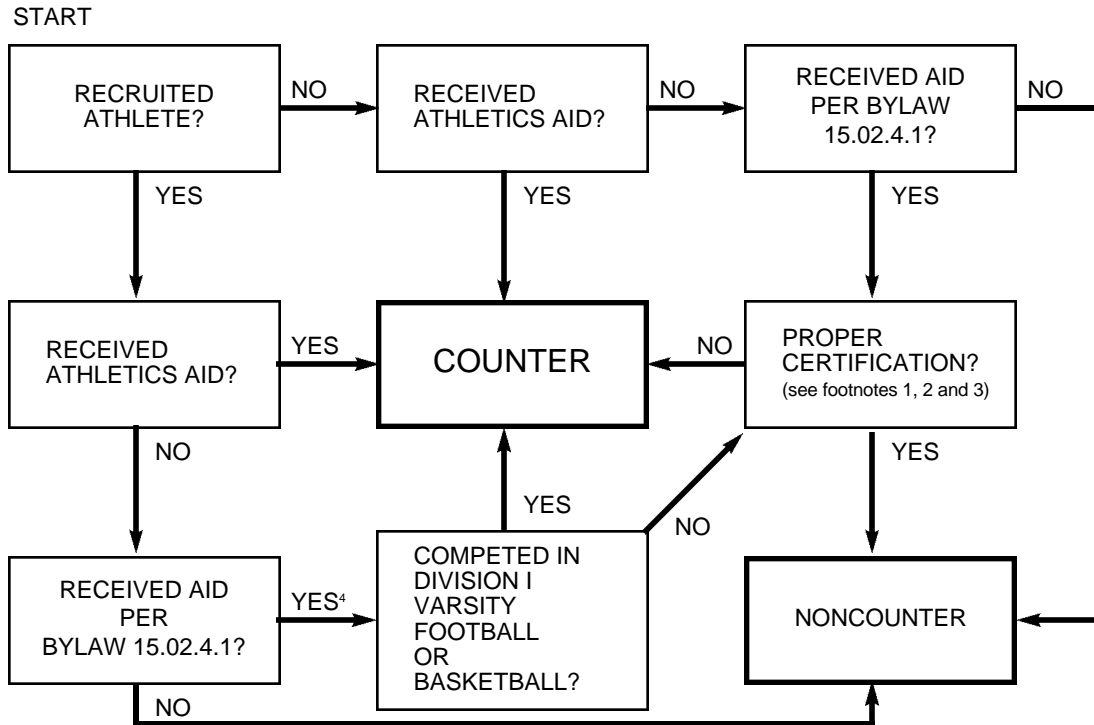 START
RECRUITED
ATHLETE?
NO
RECEIVED
ATHLETICS AID?
NO
RECEIVED AID
PER BYLAW
15.02.4.1?
NO
YES
YES
YES
RECEIVED
ATHLETICS AID?
YES
COUNTER
NO
PROPER
CERTIFICATION?
(see footnotes 1, 2 and 3)
NO
YES
NO
YES
RECEIVED AID
PER
BYLAW 15.02.4.1?
YES⁴
COMPETED IN
DIVISION I
VARSITY
FOOTBALL
OR
BASKETBALL?
NONCOUNTER
NO